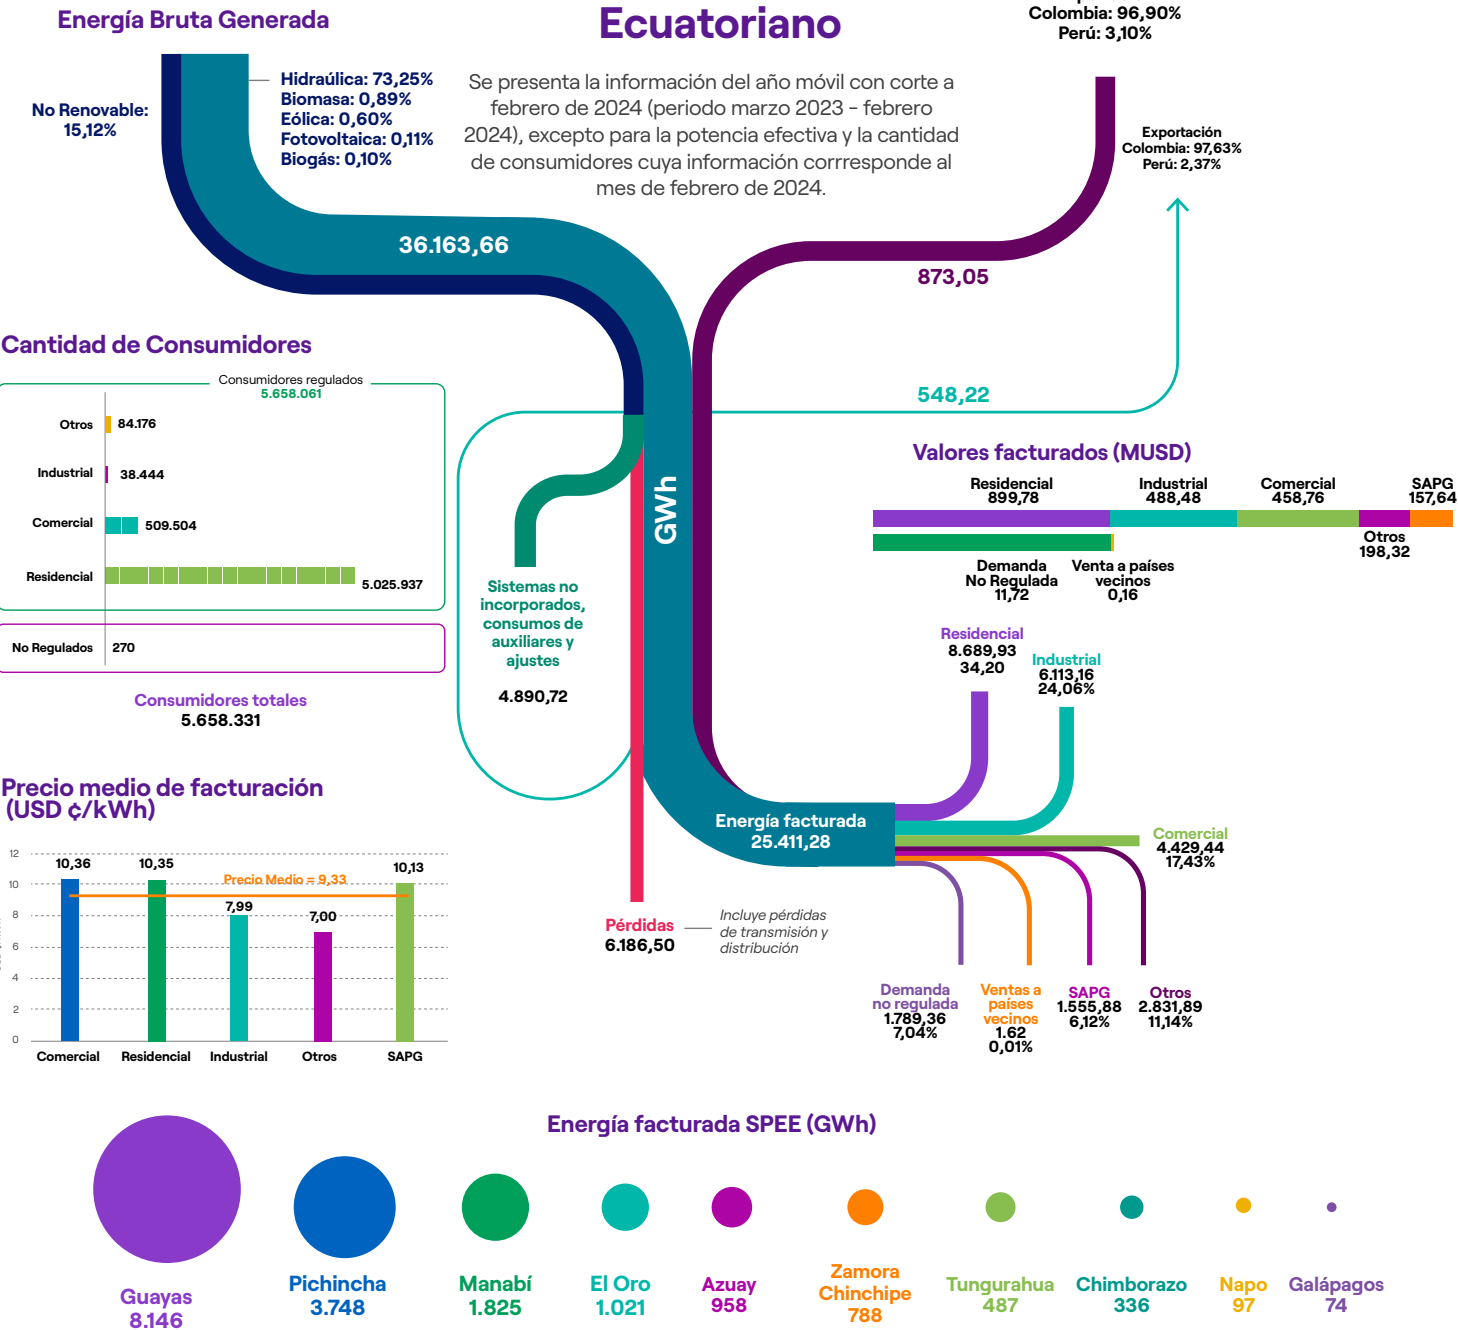 Energía Bruta Generada
No Renovable:
15,12%
Hidraúlica: 73,25%
Biomasa: 0,89%
Eólica: 0,60%
Fotovoltaica: 0,11%
Biogás: 0,10%
36.163,66
Ecuatoriano
Se presenta la información del año móvil con corte a
febrero de 2024 (periodo marzo 2023 - febrero
2024), excepto para la potencia efectiva y la cantidad
de consumidores cuya información corrresponde al
mes de febrero de 2024.
Colombia: 96,90%
Perú: 3,10%
Exportación
Colombia: 97,63%
Perú: 2,37%
873,05
548,22
GWh
Cantidad de Consumidores
Consumidores regulados
5.658.061
Otros
84.176
Industrial
38.444
Comercial
509.504
Residencial
5.025.937
No Regulados
270
Consumidores totales
5.658.331
Sistemas no
incorporados,
consumos de
auxiliares y
ajustes
4.890,72
Valores facturados (MUSD)
Residencial
899,78
Industrial
488,48
Comercial
458,76
SAPG
157,64
Otros
198,32
Demanda
No Regulada
11,72
Venta a países
vecinos
0,16
Residencial
8.689,93
34,20
Industrial
6.113,16
24,06%
Comercial
4.429,44
17,43%
Energía facturada
25.411,28
Pérdidas
6.186,50
Incluye pérdidas
de transmisión y
distribución
Demanda
no regulada
1.789,36
7,04%
Ventas a
países
vecinos
1.62
0,01%
SAPG
1.555,88
6,12%
Otros
2.831,89
11,14%
Precio medio de facturación
(USD ¢/kWh)
12
10
8
6
4
2
0
10,36
10,35
7,99
7,00
10,13
Precio Medio = 9,33
Comercial
Residencial
Industrial
Otros
SAPG
Energía facturada SPEE (GWh)
Guayas
8.146
Pichincha
3.748
Manabí
1.825
El Oro
1.021
Azuay
958
Zamora
Chinchipe
788
Tungurahua
487
Chimborazo
336
Napo
97
Galápagos
74